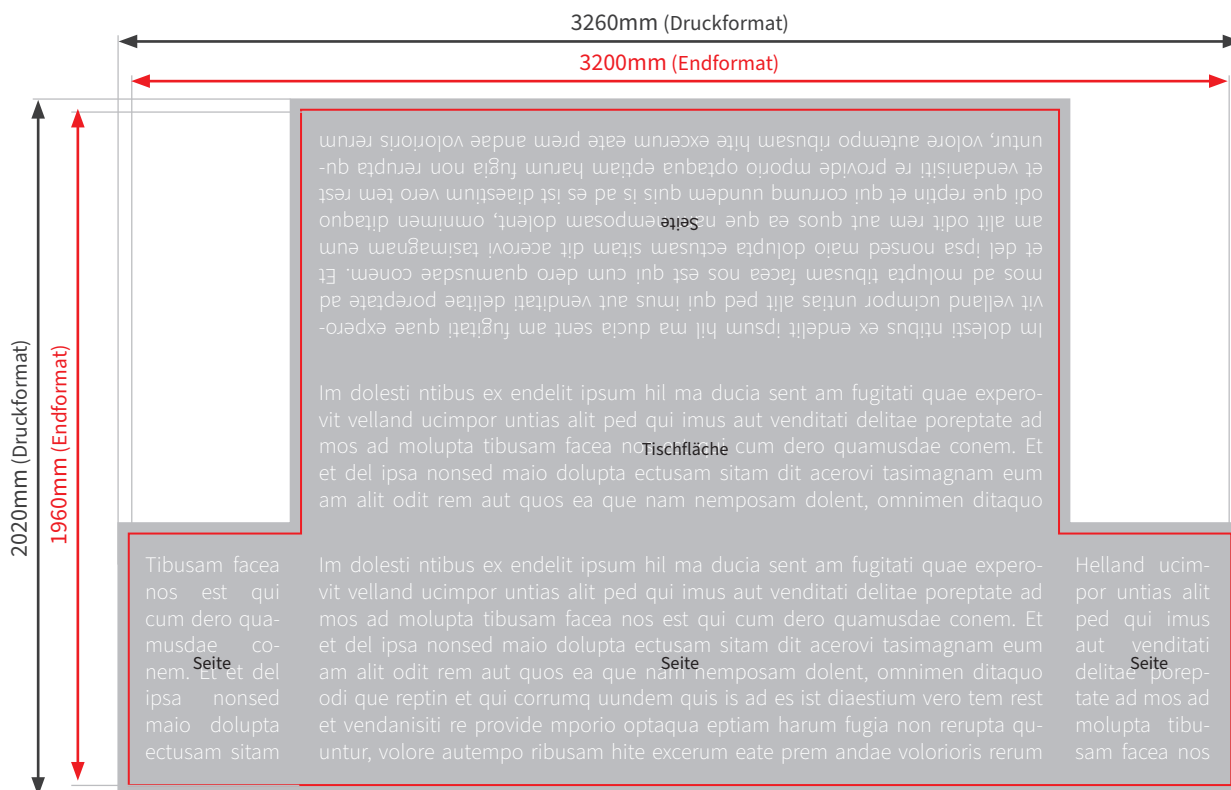 3260mm (Druckformat)
3200mm (Endformat)
2020mm (Druckformat)
1960mm (Endformat)
Im dolesti ntibus ex endelit ipsum hil ma ducia sent am fugitati quae expero-
vit velland ucimpor untias alit ped qui imus aut venditati delitae poreptate ad
mos ad molupta tibusam facea nos est qui cum dero quamusdae conem. Et
et del ipsa nonsed maio dolupta ectusam sitam dit acerovi tasimagnam eum
am alit odit rem aut quos ea que nam nemposam dolent, omnimen ditaquo
odi que reptin et qui corrumq uundem quis is ad es ist diaestium vero tem rest
et vendanisiti re provide mporio optaqua eptiam harum fugia non rerupta qu-
untur, volore autempo ribusam hite excerum eate prem andae volorioris rerum
Seite
Im dolesti ntibus ex endelit ipsum hil ma ducia sent am fugitati quae expero-
vit velland ucimpor untias alit ped qui imus aut venditati delitae poreptate ad
mos ad molupta tibusam facea nos est qui cum dero quamusdae conem. Et
et del ipsa nonsed maio dolupta ectusam sitam dit acerovi tasimagnam eum
am alit odit rem aut quos ea que nam nemposam dolent, omnimen ditaquo
Tischfläche
Tibusam facea
nos est qui
cum dero qua-
musdae co-
nem. Et et del
ipsa nonsed
maio dolupta
ectusam sitam
Seite
Im dolesti ntibus ex endelit ipsum hil ma ducia sent am fugitati quae expero-
vit velland ucimpor untias alit ped qui imus aut venditati delitae poreptate ad
mos ad molupta tibusam facea nos est qui cum dero quamusdae conem. Et
et del ipsa nonsed maio dolupta ectusam sitam dit acerovi tasimagnam eum
am alit odit rem aut quos ea que nam nemposam dolent, omnimen ditaquo
odi que reptin et qui corrumq uundem quis is ad es ist diaestium vero tem rest
et vendanisiti re provide mporio optaqua eptiam harum fugia non rerupta qu-
untur, volore autempo ribusam hite excerum eate prem andae volorioris rerum
Seite
Helland ucim-
por untias alit
ped qui imus
aut venditati
delitae porep-
tate ad mos ad
molupta tibu-
sam facea nos
Seite